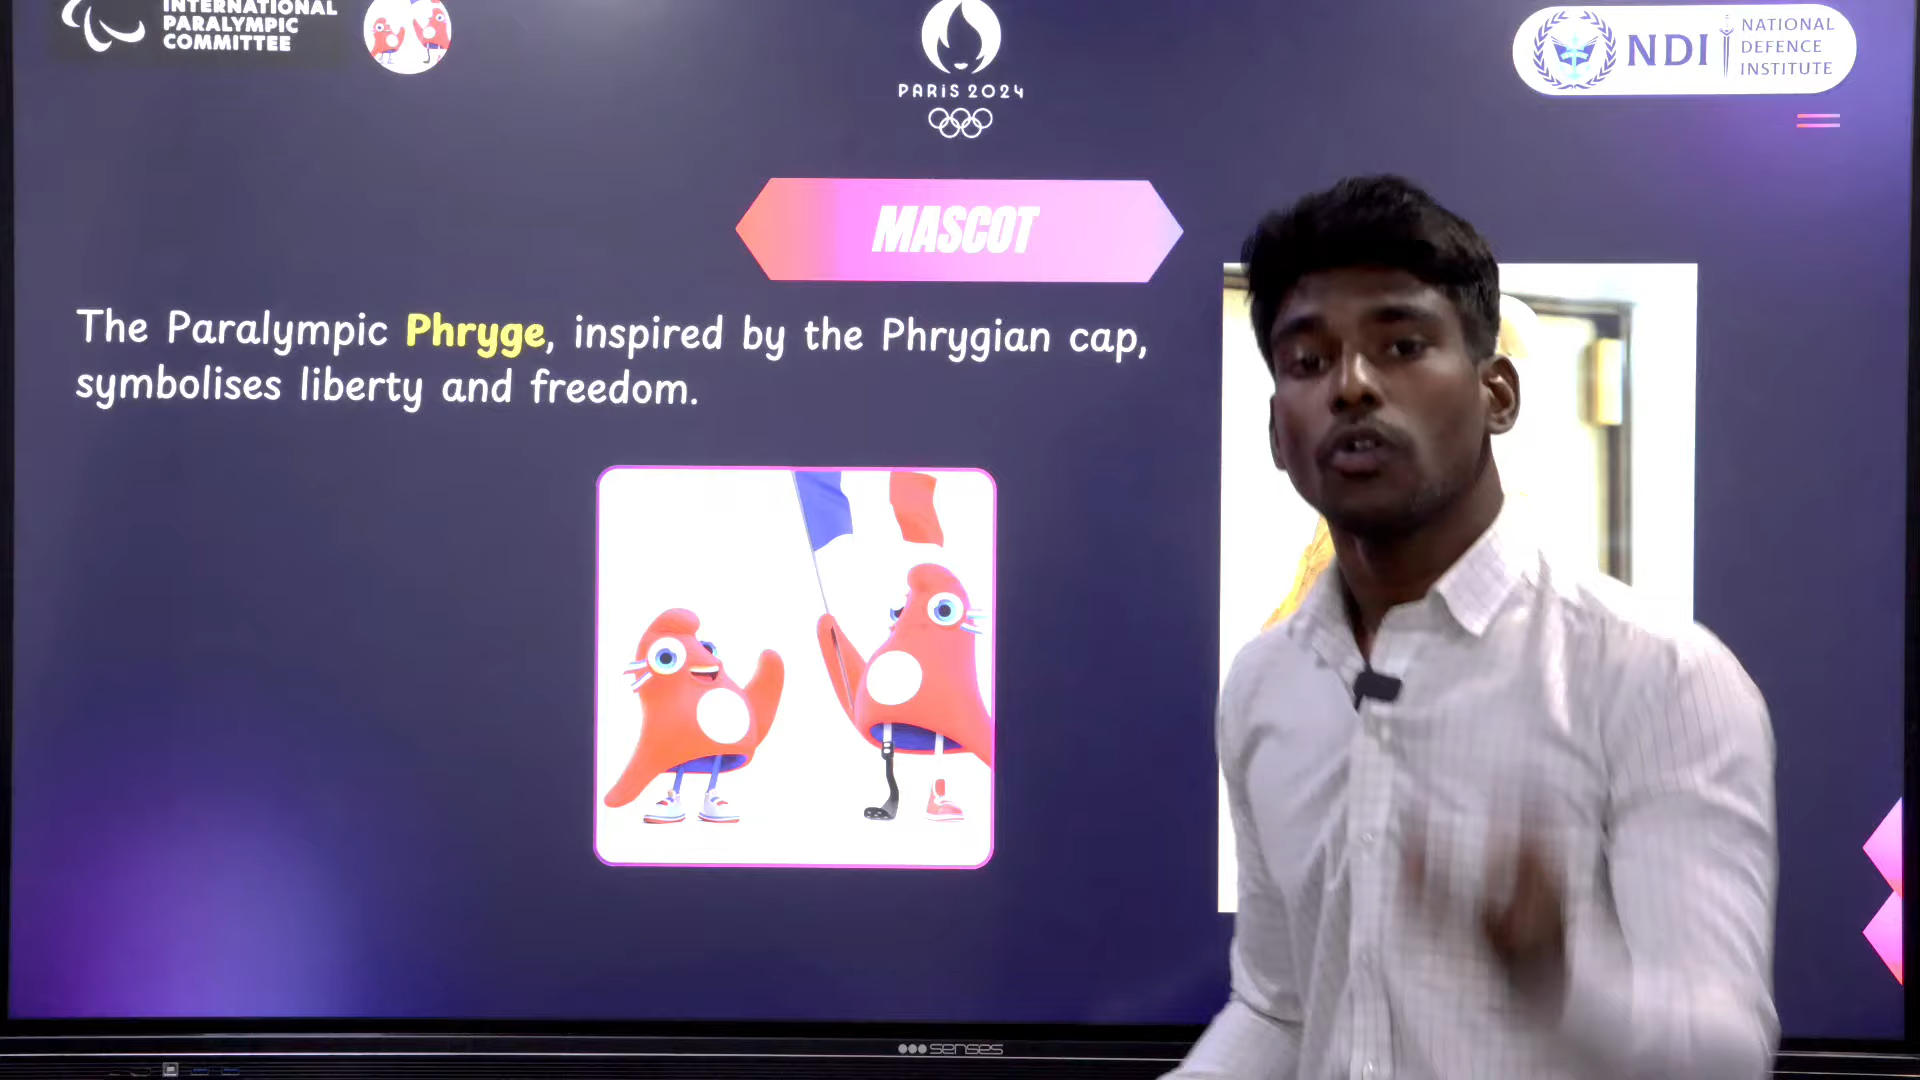 INTERNATIONAL
PARALYMPIC
COMMITTEE
PARIS 2024
NDI
NATIONAL
DEFENCE
INSTITUTE
MASCOT
The Paralympic Phryge, inspired by the Phrygian cap,
symbolises liberty and freedom.
senses